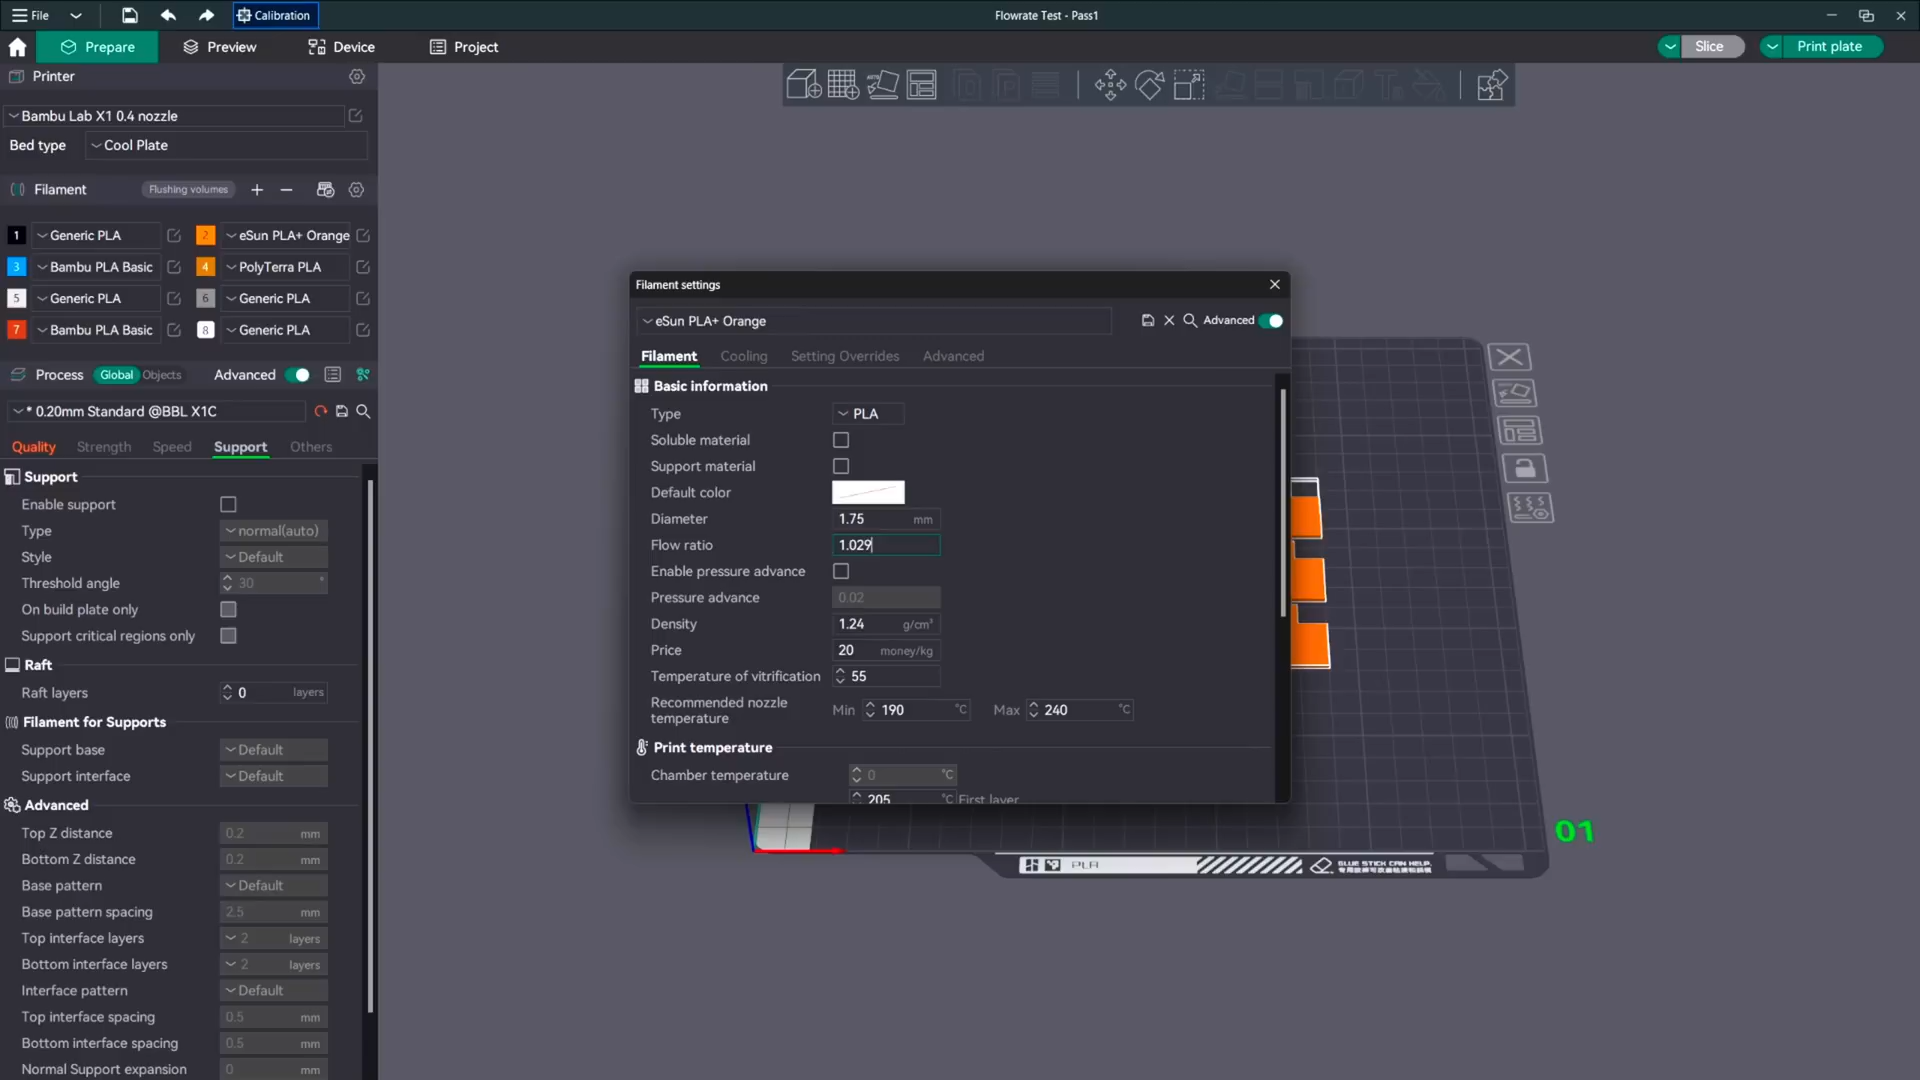 File
Calibration
Flowrate Test - Pass1
Prepare
Preview
Device
Project
Slice
Print plate
Printer
Bambu Lab X1 0.4 nozzle
Bed type
Cool Plate
Filament
Flushing volumes
1 Generic PLA
2 eSun PLA+ Orange
3 Bambu PLA Basic
4 PolyTerra PLA
5 Generic PLA
6 Generic PLA
7 Bambu PLA Basic
8 Generic PLA
Process Global Objects Advanced
* 0.20mm Standard @BBL X1C
Quality Strength Speed Support Others
Support
Enable support
Type normal(auto)
Style Default
Threshold angle 30 °
On build plate only
Support critical regions only
Raft
Raft layers 0 layers
Filament for Supports
Support base Default
Support interface Default
Advanced
Top Z distance 0.2 mm
Bottom Z distance 0.2 mm
Base pattern Default
Base pattern spacing 2.5 mm
Top interface layers 2 layers
Bottom interface layers 2 layers
Interface pattern Default
Top interface spacing 0.5 mm
Bottom interface spacing 0.5 mm
Normal Support expansion 0 mm
Filament settings
eSun PLA+ Orange
Advanced
Filament Cooling Setting Overrides Advanced
Basic information
Type PLA
Soluble material
Support material
Default color
Diameter 1.75 mm
Flow ratio 1.029
Enable pressure advance
Pressure advance 0.02
Density 1.24 g/cm³
Price 20 money/kg
Temperature of vitrification 55
Recommended nozzle
temperature
Min 190 °C Max 240 °C
Print temperature
Chamber temperature 0 °C
205 °C First layer
01
PLA
GLUE STICK CAN HELP.